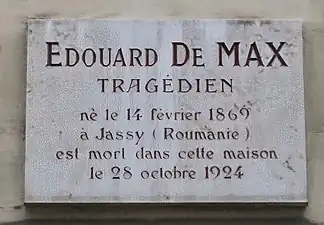 EDOUARD DE MAX
TRAGÉDIEN
né le 14 février 1869
à Jassy ( Roumanie )
est mort dans cette maison
le 28 octobre 1924